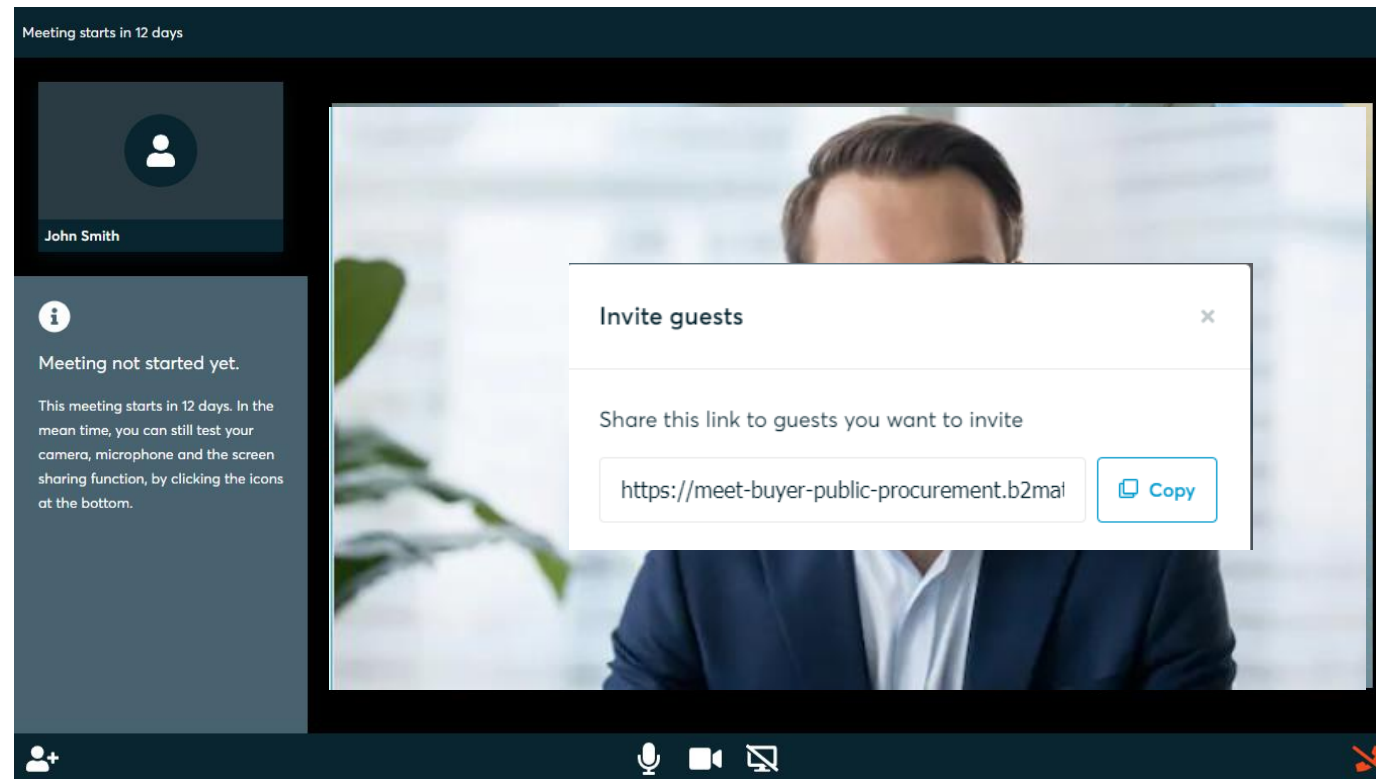 Meeting starts in 12 days
John Smith
Meeting not started yet.
This meeting starts in 12 days. In the
mean time, you can still test your
camera, microphone and the screen
sharing function, by clicking the icons
at the bottom.
Invite guests
Share this link to guests you want to invite
https://meet-buyer-public-procurement.b2mat
Copy